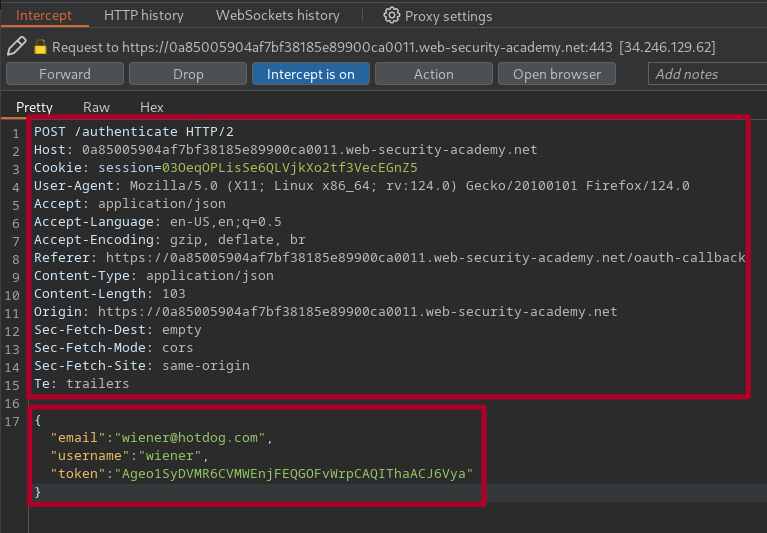 Intercept HTTP history WebSockets history Proxy settings
Request to https://0a85005904af7bf38185e89900ca0011.web-security-academy.net:443 [34.246.129.62]
Forward Drop Intercept is on Action Open browser Add notes
Pretty Raw Hex
1 POST /authenticate HTTP/2
2 Host: 0a85005904af7bf38185e89900ca0011.web-security-academy.net
3 Cookie: session=03OeqOPLisSe6QLVjkXo2tf3VecEGnZ5
4 User-Agent: Mozilla/5.0 (X11; Linux x86_64; rv:124.0) Gecko/20100101 Firefox/124.0
5 Accept: application/json
6 Accept-Language: en-US,en;q=0.5
7 Accept-Encoding: gzip, deflate, br
8 Referer: https://0a85005904af7bf38185e89900ca0011.web-security-academy.net/oauth-callback
9 Content-Type: application/json
10 Content-Length: 103
11 Origin: https://0a85005904af7bf38185e89900ca0011.web-security-academy.net
12 Sec-Fetch-Dest: empty
13 Sec-Fetch-Mode: cors
14 Sec-Fetch-Site: same-origin
15 Te: trailers
16
17 {
"email":"wiener@hotdog.com",
"username":"wiener",
"token":"Ageo1SyDVMR6CVMWEnjFEQGOFvWrpCAQIThaACJ6Vya"
}